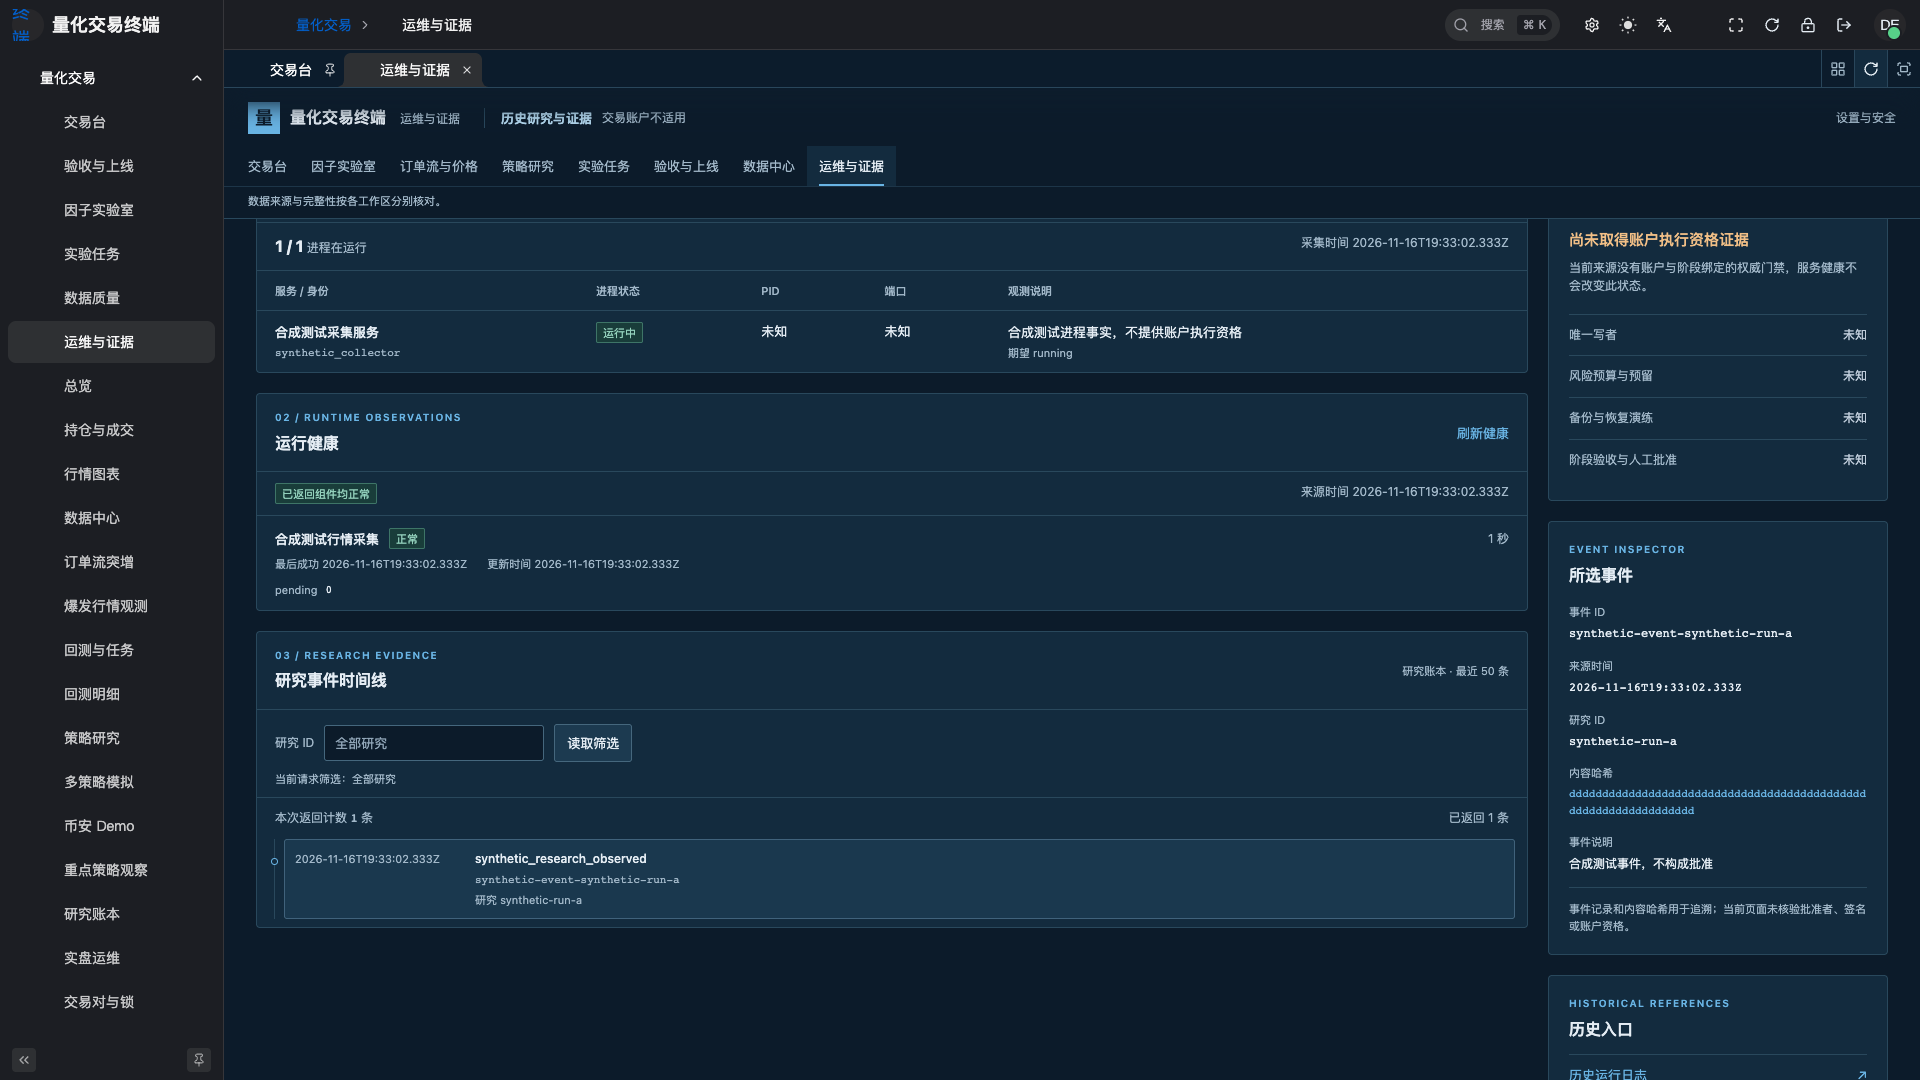 终端
量化交易终端
量化交易
交易台
验收与上线
因子实验室
实验任务
数据质量
运维与证据
总览
持仓与成交
行情图表
数据中心
订单流突增
爆发行情观测
回测与任务
回测明细
策略研究
多策略模拟
币安 Demo
重点策略观察
研究账本
实盘运维
交易对与锁
量化交易
运维与证据
搜索 ⌘ K
交易台
运维与证据
量 量化交易终端 运维与证据
历史研究与证据 交易账户不适用
设置与安全
交易台 因子实验室 订单流与价格 策略研究 实验任务 验收与上线 数据中心 运维与证据
数据来源与完整性按各工作区分别核对。
1 / 1 进程在运行
采集时间 2026-11-16T19:33:02.333Z
服务 / 身份 进程状态 PID 端口 观测说明
合成测试采集服务 运行中 未知 未知 合成测试进程事实，不提供账户执行资格
synthetic_collector 期望 running
02 / RUNTIME OBSERVATIONS
运行健康
刷新健康
已返回组件均正常
来源时间 2026-11-16T19:33:02.333Z
合成测试行情采集 正常
1 秒
最后成功 2026-11-16T19:33:02.333Z 更新时间 2026-11-16T19:33:02.333Z
pending 0
03 / RESEARCH EVIDENCE
研究事件时间线
研究账本 · 最近 50 条
研究 ID 全部研究 读取筛选
当前请求筛选：全部研究
本次返回计数 1 条
已返回 1 条
2026-11-16T19:33:02.333Z
synthetic_research_observed
synthetic-event-synthetic-run-a
研究 synthetic-run-a
尚未取得账户执行资格证据
当前来源没有账户与阶段绑定的权威门禁，服务健康不
会改变此状态。
唯一写者 未知
风险预算与预留 未知
备份与恢复演练 未知
阶段验收与人工批准 未知
EVENT INSPECTOR
所选事件
事件 ID
synthetic-event-synthetic-run-a
来源时间
2026-11-16T19:33:02.333Z
研究 ID
synthetic-run-a
内容哈希
ddddddddddddddddddddddddddddddddddddddddddddd
ddddddddddddddddddd
事件说明
合成测试事件，不构成批准
事件记录和内容哈希用于追溯；当前页面未核验批准者、签名
或账户资格。
HISTORICAL REFERENCES
历史入口
历史运行日志